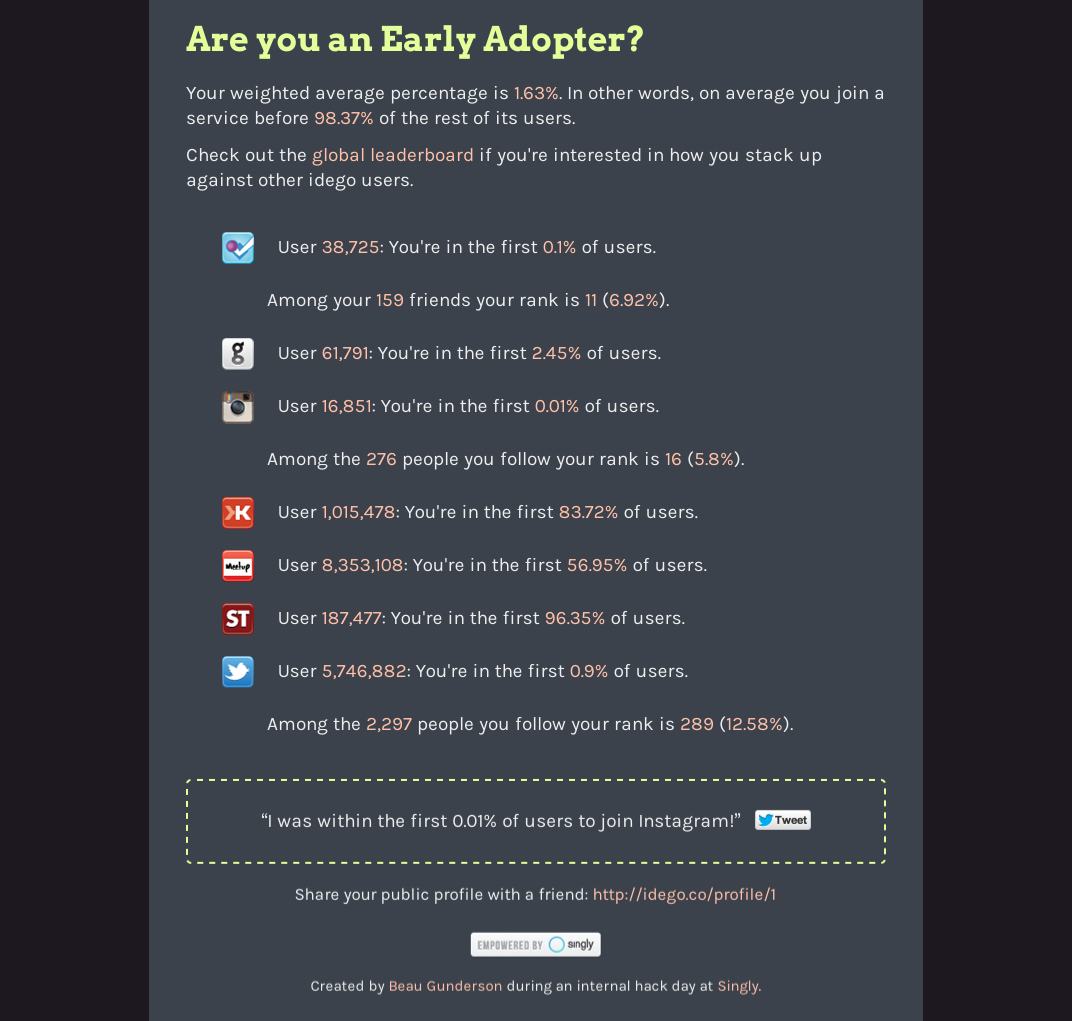 Are you an Early Adopter?
Your weighted average percentage is 1.63%. In other words, on average you join a
service before 98.37% of the rest of its users.
Check out the global leaderboard if you're interested in how you stack up
against other idego users.
User 38,725: You're in the first 0.1% of users.
Among your 159 friends your rank is 11 (6.92%).
g User 61,791: You're in the first 2.45% of users.
User 16,851: You're in the first 0.01% of users.
Among the 276 people you follow your rank is 16 (5.8%).
K User 1,015,478: You're in the first 83.72% of users.
Meetup User 8,353,108: You're in the first 56.95% of users.
ST User 187,477: You're in the first 96.35% of users.
User 5,746,882: You're in the first 0.9% of users.
Among the 2,297 people you follow your rank is 289 (12.58%).
“I was within the first 0.01% of users to join Instagram!” Tweet
Share your public profile with a friend: http://idego.co/profile/1
EMPOWERED BY singly
Created by Beau Gunderson during an internal hack day at Singly.